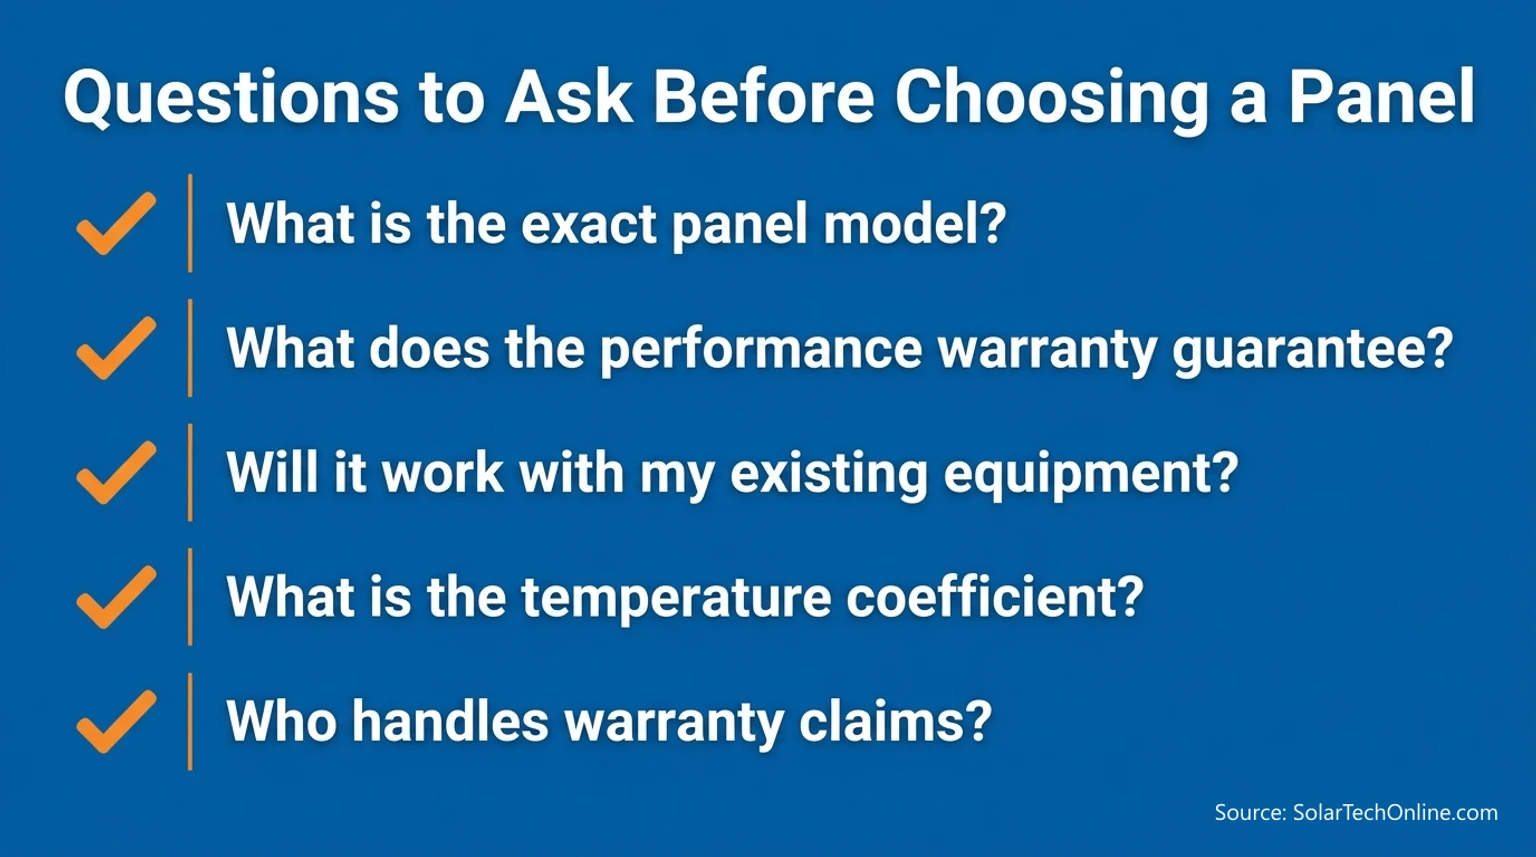 Questions to Ask Before Choosing a Panel
What is the exact panel model?
What does the performance warranty guarantee?
Will it work with my existing equipment?
What is the temperature coefficient?
Who handles warranty claims?
Source: SolarTechOnline.com